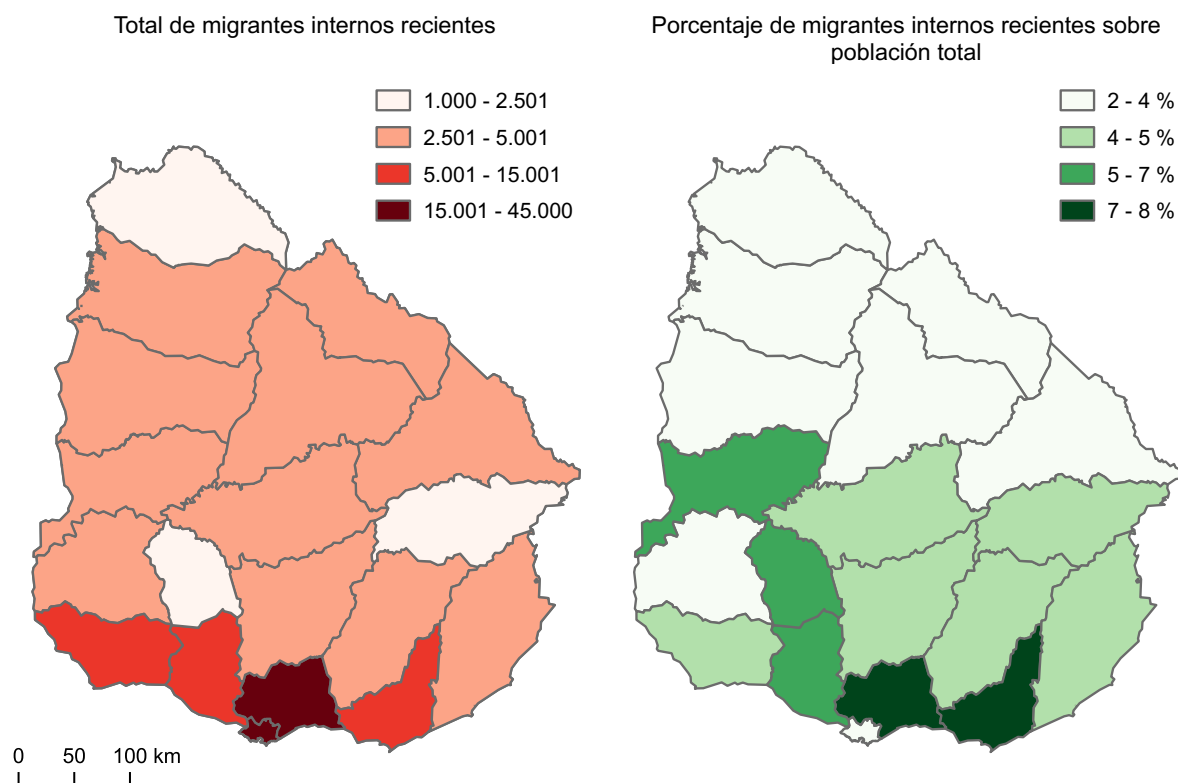 Total de migrantes internos recientes
1.000 - 2.501
2.501 - 5.001
5.001 - 15.001
15.001 - 45.000
0 50 100 km
Porcentaje de migrantes internos recientes sobre
población total
2 - 4 %
4 - 5 %
5 - 7 %
7 - 8 %